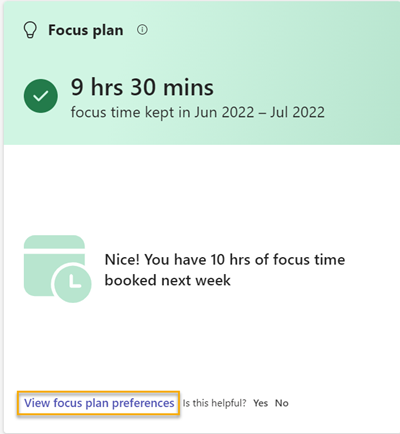 Focus plan
9 hrs 30 mins
focus time kept in Jun 2022 – Jul 2022
Nice! You have 10 hrs of focus time
booked next week
View focus plan preferences Is this helpful? Yes No